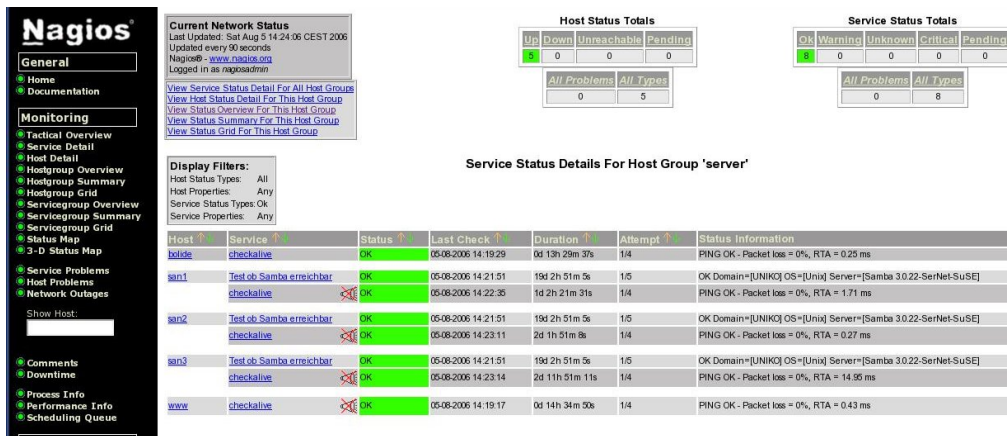 Nagios®
General
Home
Documentation
Monitoring
Tactical Overview
Service Detail
Host Detail
Hostgroup Overview
Hostgroup Summary
Hostgroup Grid
Servicegroup Overview
Servicegroup Summary
Servicegroup Grid
Status Map
3-D Status Map
Service Problems
Host Problems
Network Outages
Show Host:
Comments
Downtime
Process Info
Performance Info
Scheduling Queue
Current Network Status
Last Updated: Sat Aug 5 14:24:06 CEST 2006
Updated every 90 seconds
Nagios® - www.nagios.org
Logged in as nagiosadmin
View Service Status Detail For All Host Groups
View Host Status Detail For This Host Group
View Status Overview For This Host Group
View Status Summary For This Host Group
View Status Grid For This Host Group
Host Status Totals
Up Down Unreachable Pending
5 0 0 0
All Problems All Types
0 5
Service Status Totals
Ok Warning Unknown Critical Pending
8 0 0 0 0
All Problems All Types
0 8
Display Filters:
Host Status Types: All
Host Properties: Any
Service Status Types: Ok
Service Properties: Any
Service Status Details For Host Group 'server'
Host Service Status Last Check Duration Attempt Status Information
bolide checkalive OK 05-08-2006 14:19:29 0d 13h 29m 37s 1/4 PING OK - Packet loss = 0%, RTA = 0.25 ms
san1 Test ob Samba erreichbar OK 05-08-2006 14:21:51 19d 2h 51m 5s 1/5 OK Domain=[UNIKO] OS=[Unix] Server=[Samba 3.0.22-SerNet-SuSE]
checkalive OK 05-08-2006 14:22:35 1d 2h 21m 31s 1/4 PING OK - Packet loss = 0%, RTA = 1.71 ms
san2 Test ob Samba erreichbar OK 05-08-2006 14:21:51 19d 2h 51m 5s 1/5 OK Domain=[UNIKO] OS=[Unix] Server=[Samba 3.0.22-SerNet-SuSE]
checkalive OK 05-08-2006 14:23:11 2d 1h 51m 8s 1/4 PING OK - Packet loss = 0%, RTA = 0.27 ms
san3 Test ob Samba erreichbar OK 05-08-2006 14:21:51 19d 2h 51m 5s 1/5 OK Domain=[UNIKO] OS=[Unix] Server=[Samba 3.0.22-SerNet-SuSE]
checkalive OK 05-08-2006 14:23:14 2d 11h 51m 11s 1/4 PING OK - Packet loss = 0%, RTA = 14.95 ms
www checkalive OK 05-08-2006 14:19:17 0d 14h 34m 50s 1/4 PING OK - Packet loss = 0%, RTA = 0.43 ms